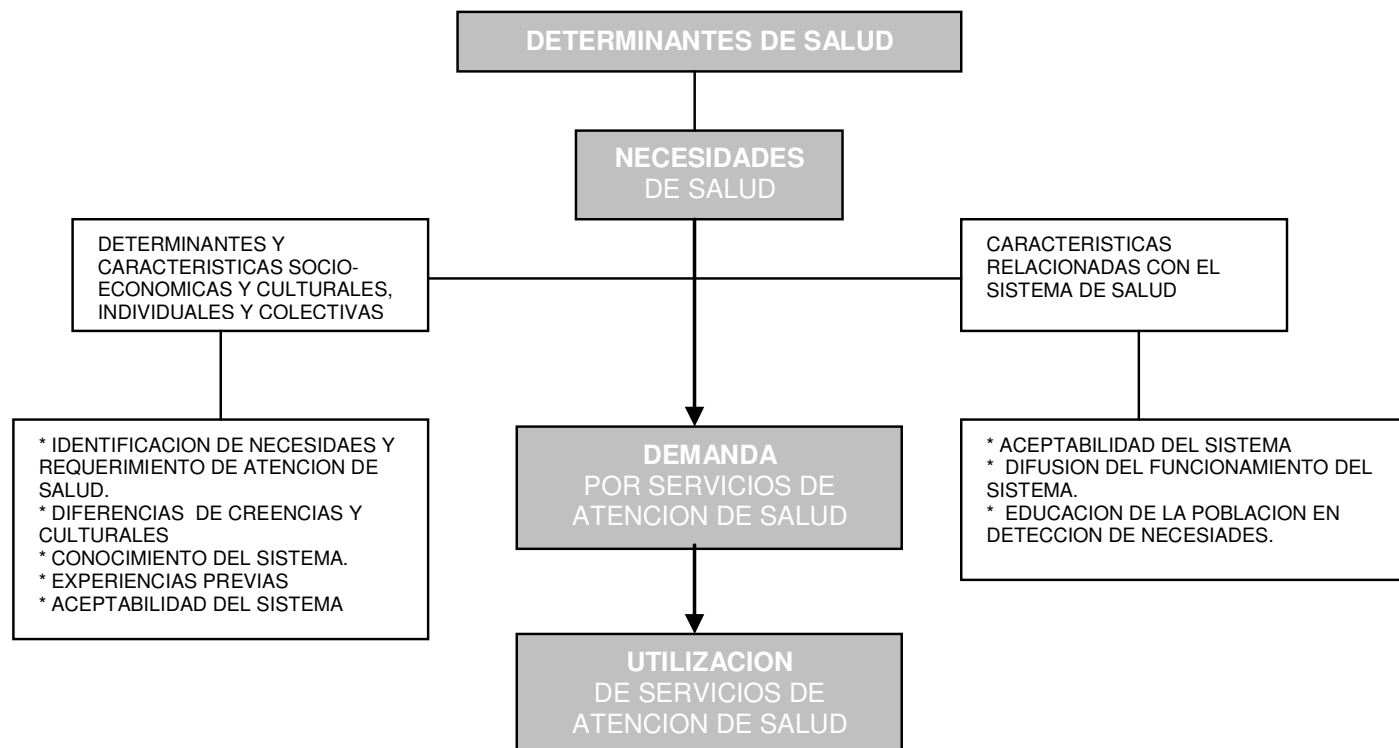 DETERMINANTES DE SALUD
NECESIDADES
DE SALUD
DETERMINANTES Y
CARACTERISTICAS SOCIO-
ECONOMICAS Y CULTURALES,
INDIVIDUALES Y COLECTIVAS
CARACTERISTICAS
RELACIONADAS CON EL
SISTEMA DE SALUD
* IDENTIFICACION DE NECESIDAES Y
REQUERIMIENTO DE ATENCION DE
SALUD.
* DIFERENCIAS DE CREENCIAS Y
CULTURALES
* CONOCIMIENTO DEL SISTEMA.
* EXPERIENCIAS PREVIAS
* ACEPTABILIDAD DEL SISTEMA
DEMANDA
POR SERVICIOS DE
ATENCION DE SALUD
* ACEPTABILIDAD DEL SISTEMA
* DIFUSION DEL FUNCIONAMIENTO DEL
SISTEMA.
* EDUCACION DE LA POBLACION EN
DETECCION DE NECESIADES.
UTILIZACION
DE SERVICIOS DE
ATENCION DE SALUD